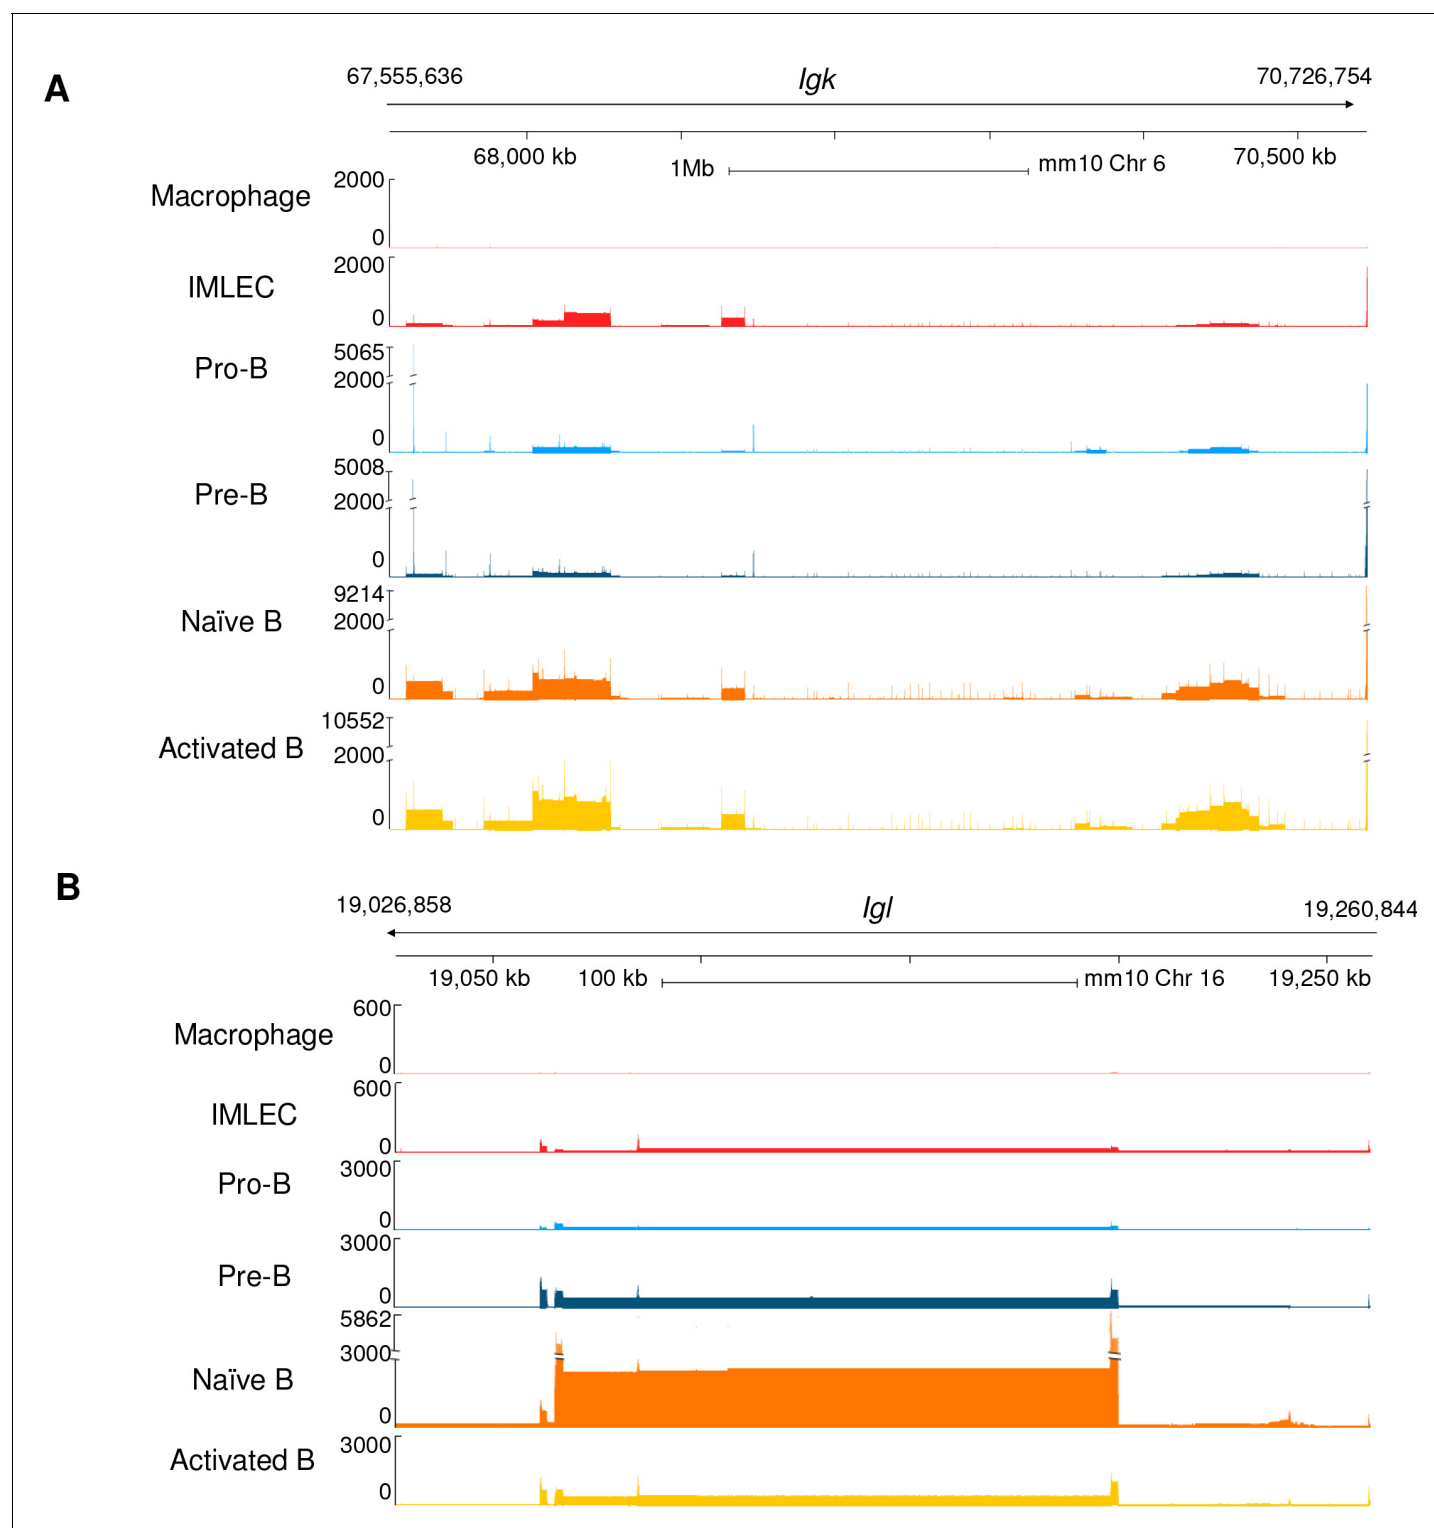 A
67,555,636 Igk 70,726,754
68,000 kb 1Mb mm10 Chr 6 70,500 kb
Macrophage 2000 0
IMLEC 2000 0
Pro-B 5065 2000 2000 0
Pre-B 5008 2000 2000 0
Naïve B 9214 2000 0
Activated B 10552 2000 0
B
19,026,858 Igl 19,260,844
19,050 kb 100 kb mm10 Chr 16 19,250 kb
Macrophage 600 0
IMLEC 600 0
Pro-B 3000 0
Pre-B 3000 0
Naïve B 5862 3000 3000 0
Activated B 3000 0